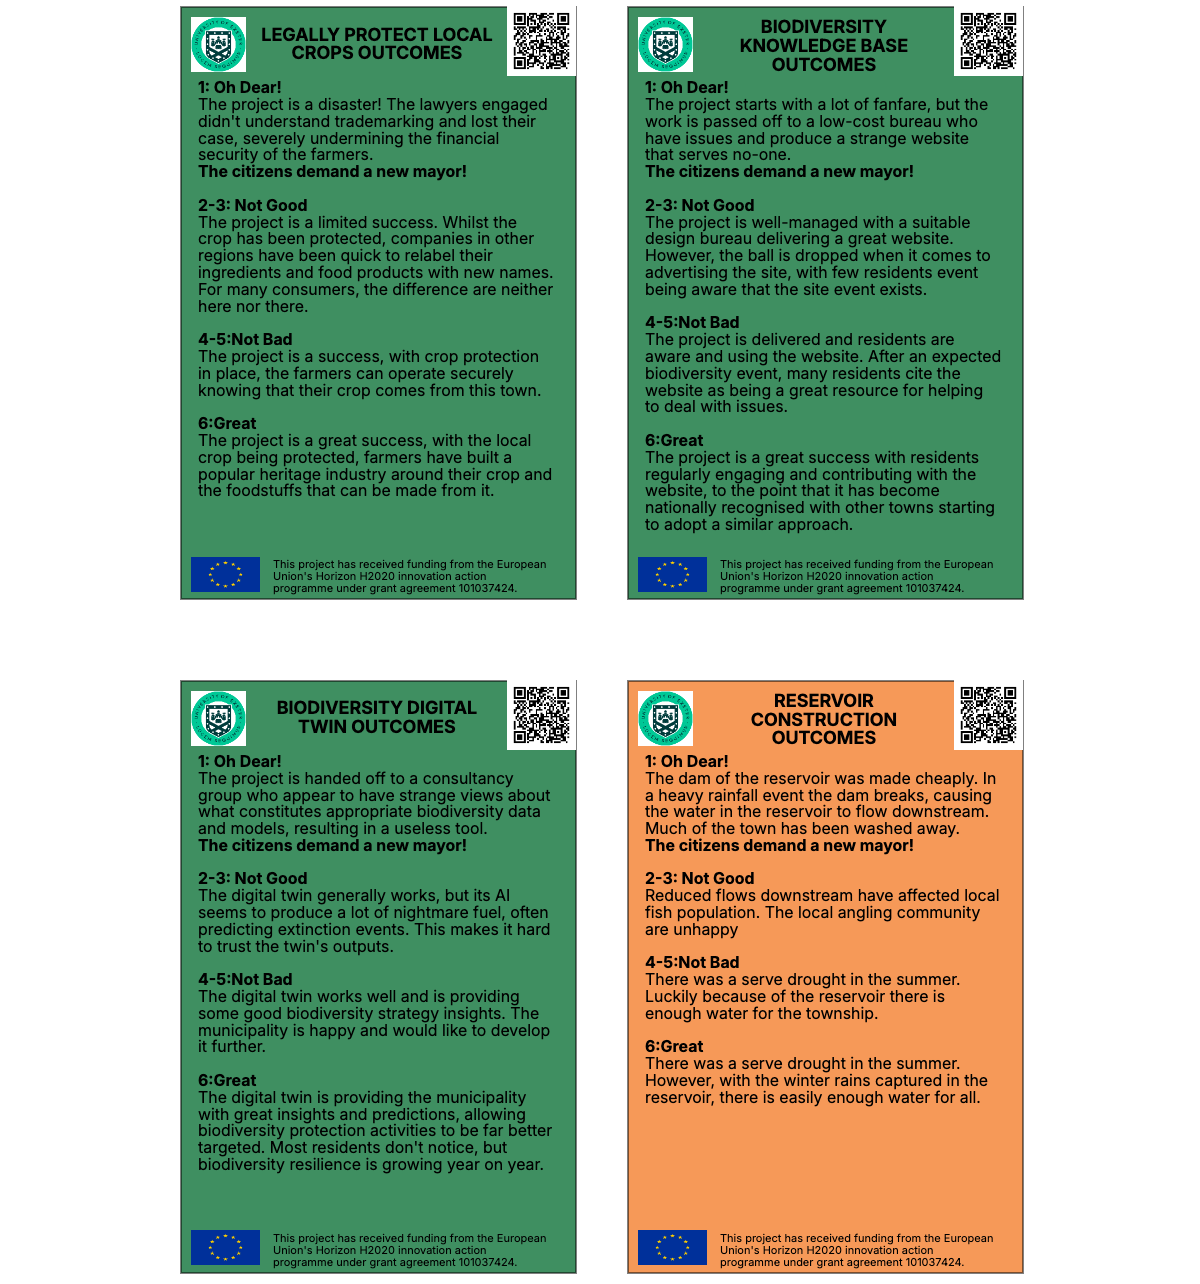 LEGALLY PROTECT LOCAL
CROPS OUTCOMES
1: Oh Dear!
The project is a disaster! The lawyers engaged
didn't understand trademarking and lost their
case, severely undermining the financial
security of the farmers.
The citizens demand a new mayor!
2-3: Not Good
The project is a limited success. Whilst the
crop has been protected, companies in other
regions have been quick to relabel their
ingredients and food products with new names.
For many consumers, the difference are neither
here nor there.
4-5:Not Bad
The project is a success, with crop protection
in place, the farmers can operate securely
knowing that their crop comes from this town.
6:Great
The project is a great success, with the local
crop being protected, farmers have built a
popular heritage industry around their crop and
the foodstuffs that can be made from it.
This project has received funding from the European
Union's Horizon H2020 innovation action
programme under grant agreement 101037424.
BIODIVERSITY
KNOWLEDGE BASE
OUTCOMES
1: Oh Dear!
The project starts with a lot of fanfare, but the
work is passed off to a low-cost bureau who
have issues and produce a strange website
that serves no-one.
The citizens demand a new mayor!
2-3: Not Good
The project is well-managed with a suitable
design bureau delivering a great website.
However, the ball is dropped when it comes to
advertising the site, with few residents event
being aware that the site event exists.
4-5:Not Bad
The project is delivered and residents are
aware and using the website. After an expected
biodiversity event, many residents cite the
website as being a great resource for helping
to deal with issues.
6:Great
The project is a great success with residents
regularly engaging and contributing with the
website, to the point that it has become
nationally recognised with other towns starting
to adopt a similar approach.
This project has received funding from the European
Union's Horizon H2020 innovation action
programme under grant agreement 101037424.
BIODIVERSITY DIGITAL
TWIN OUTCOMES
1: Oh Dear!
The project is handed off to a consultancy
group who appear to have strange views about
what constitutes appropriate biodiversity data
and models, resulting in a useless tool.
The citizens demand a new mayor!
2-3: Not Good
The digital twin generally works, but its AI
seems to produce a lot of nightmare fuel, often
predicting extinction events. This makes it hard
to trust the twin's outputs.
4-5:Not Bad
The digital twin works well and is providing
some good biodiversity strategy insights. The
municipality is happy and would like to develop
it further.
6:Great
The digital twin is providing the municipality
with great insights and predictions, allowing
biodiversity protection activities to be far better
targeted. Most residents don't notice, but
biodiversity resilience is growing year on year.
This project has received funding from the European
Union's Horizon H2020 innovation action
programme under grant agreement 101037424.
RESERVOIR
CONSTRUCTION
OUTCOMES
1: Oh Dear!
The dam of the reservoir was made cheaply. In
a heavy rainfall event the dam breaks, causing
the water in the reservoir to flow downstream.
Much of the town has been washed away.
The citizens demand a new mayor!
2-3: Not Good
Reduced flows downstream have affected local
fish population. The local angling community
are unhappy
4-5:Not Bad
There was a serve drought in the summer.
Luckily because of the reservoir there is
enough water for the township.
6:Great
There was a serve drought in the summer.
However, with the winter rains captured in the
reservoir, there is easily enough water for all.
This project has received funding from the European
Union's Horizon H2020 innovation action
programme under grant agreement 101037424.